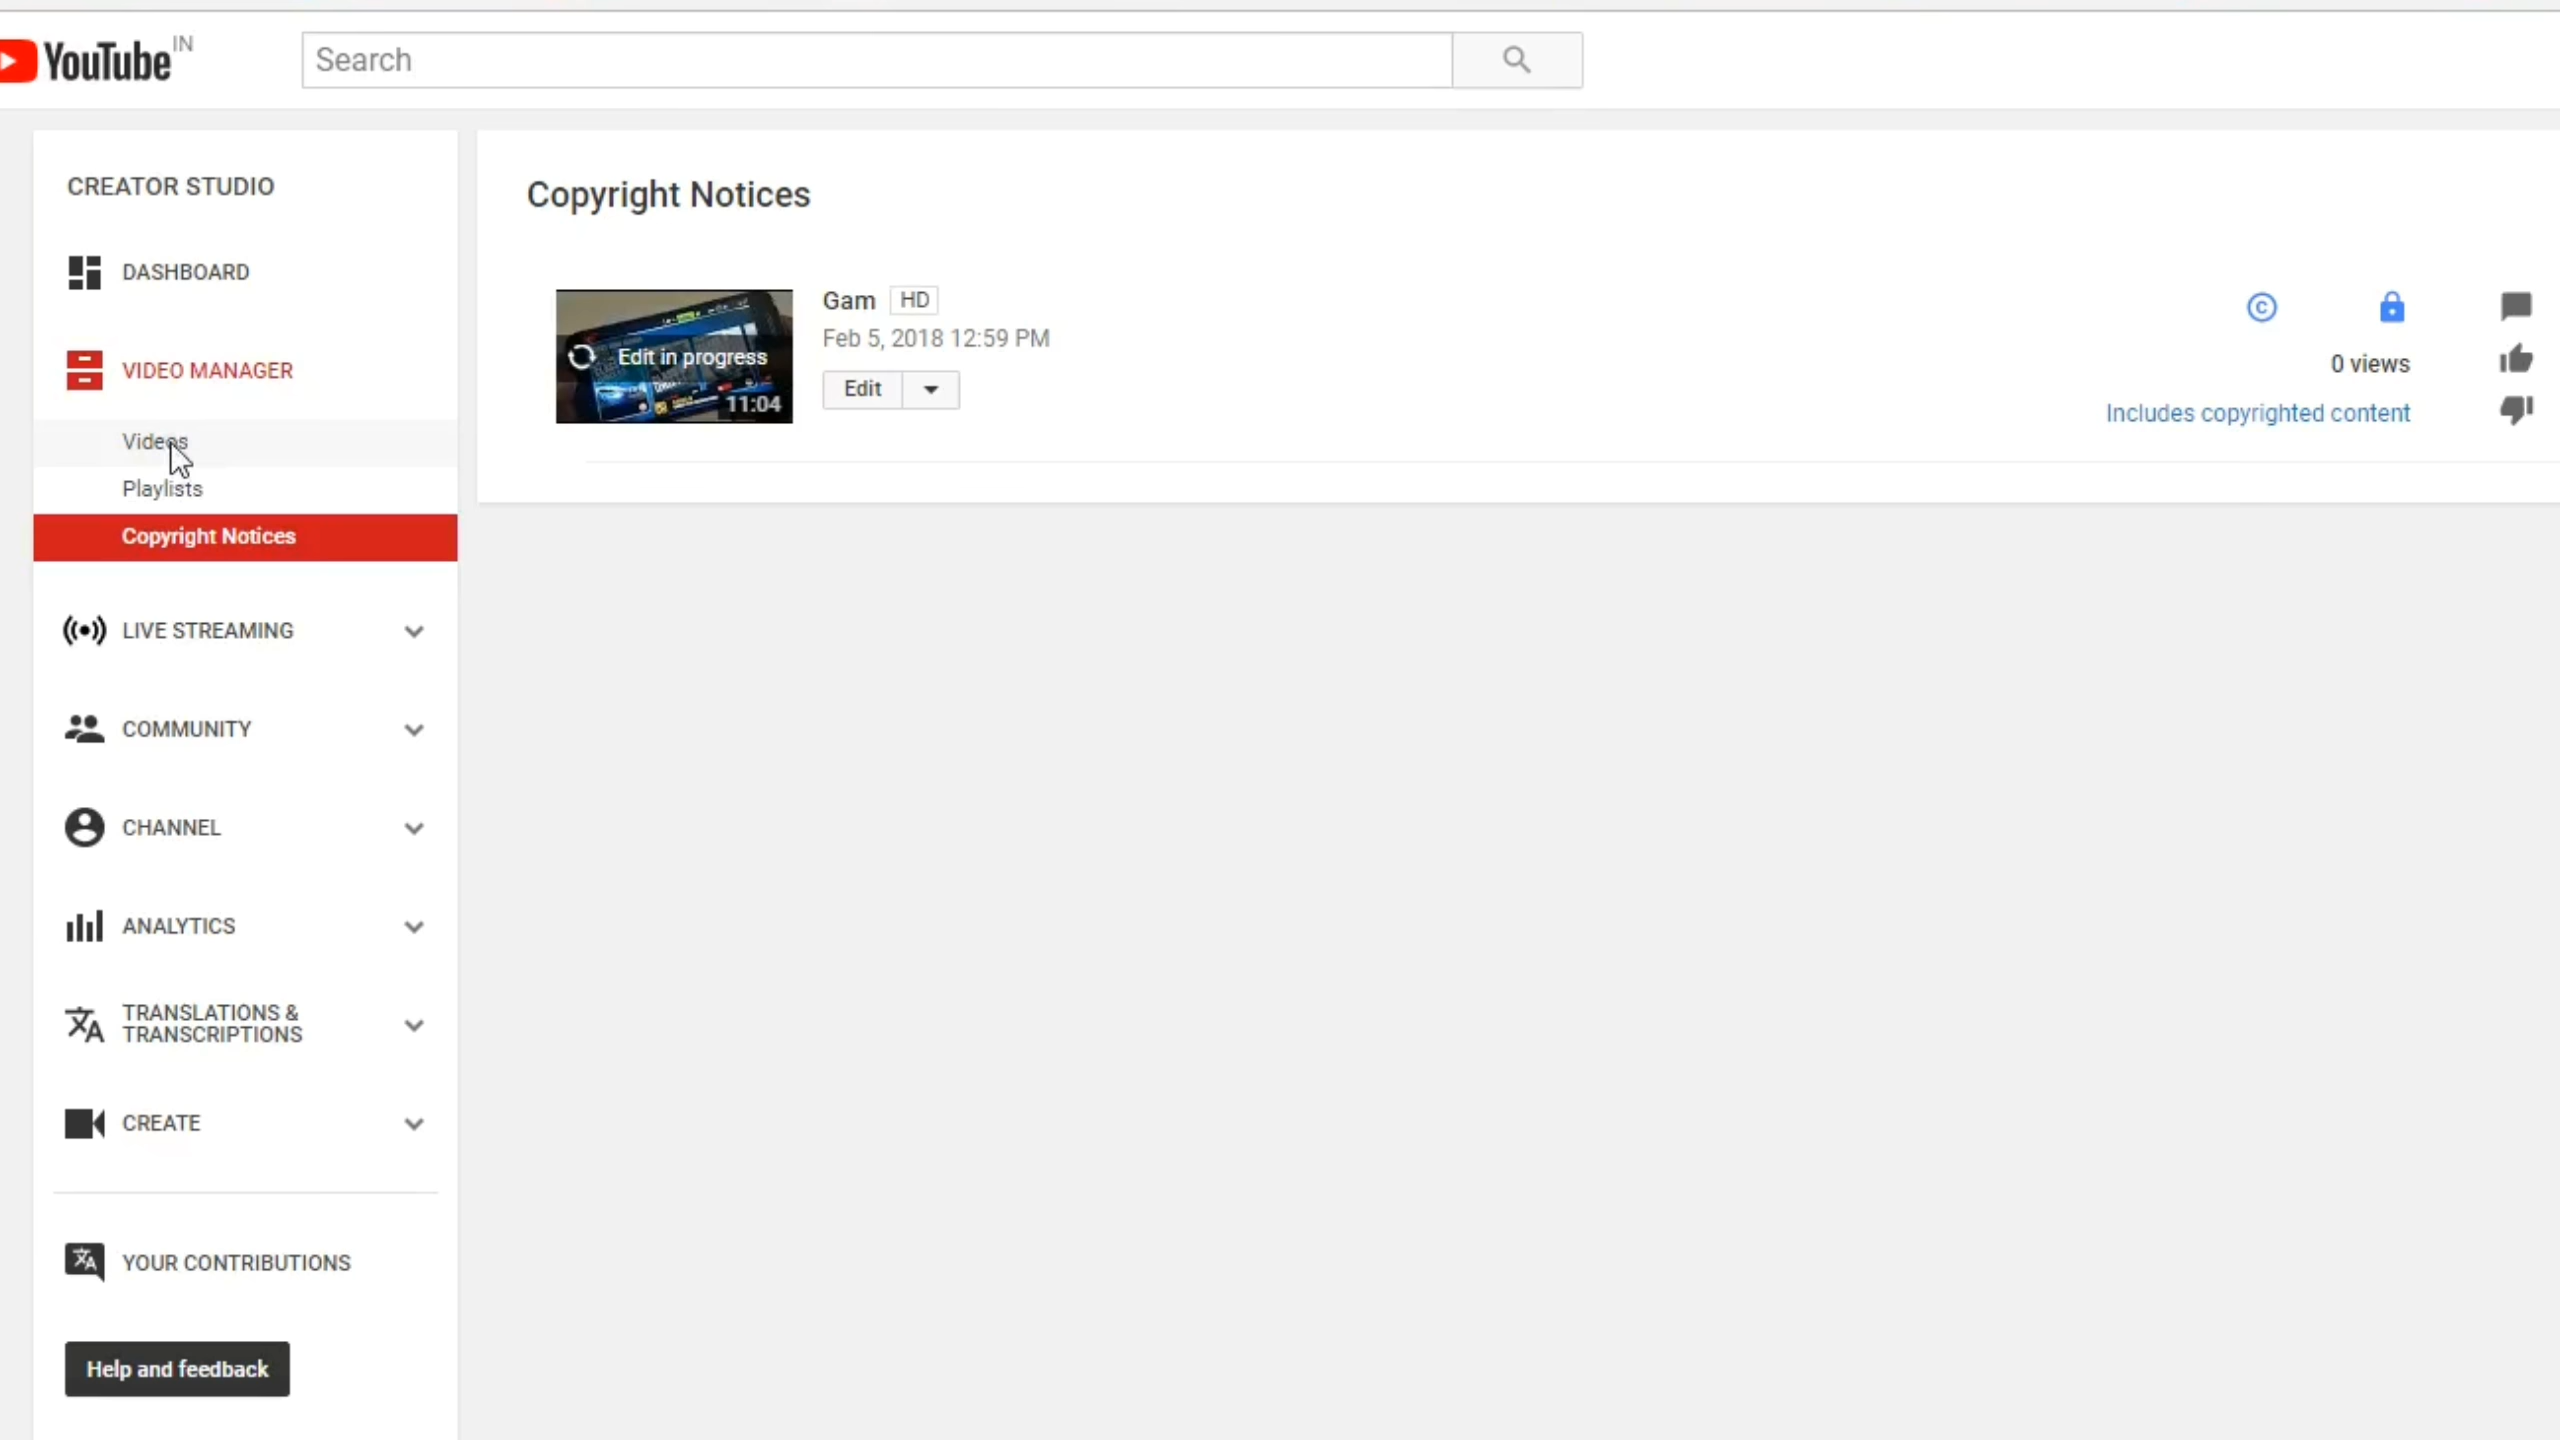 YouTube IN
Search
CREATOR STUDIO
DASHBOARD
VIDEO MANAGER
Videos
Playlists
Copyright Notices
LIVE STREAMING
COMMUNITY
CHANNEL
ANALYTICS
TRANSLATIONS &
TRANSCRIPTIONS
CREATE
YOUR CONTRIBUTIONS
Help and feedback
Copyright Notices
Edit in progress
11:04
Gam HD
Feb 5, 2018 12:59 PM
Edit
0 views
Includes copyrighted content